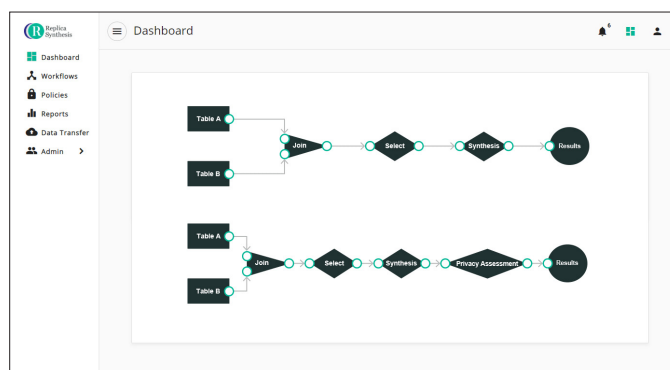 Replica
Synthesis
Dashboard
6
Dashboard
Workflows
Policies
Reports
Data Transfer
Admin
Table A
Join
Select
Synthesis
Results
Table B
Table A
Join
Select
Synthesis
Privacy Assessment
Results
Table B